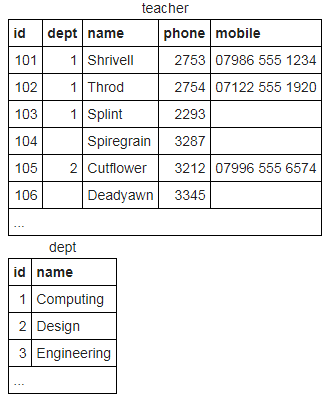 teacher
id dept name phone mobile
101 1 Shrivell 2753 07986 555 1234
102 1 Throd 2754 07122 555 1920
103 1 Splint 2293
104 Spiregrain 3287
105 2 Cutflower 3212 07996 555 6574
106 Deadyawn 3345
...
dept
id name
1 Computing
2 Design
3 Engineering
...